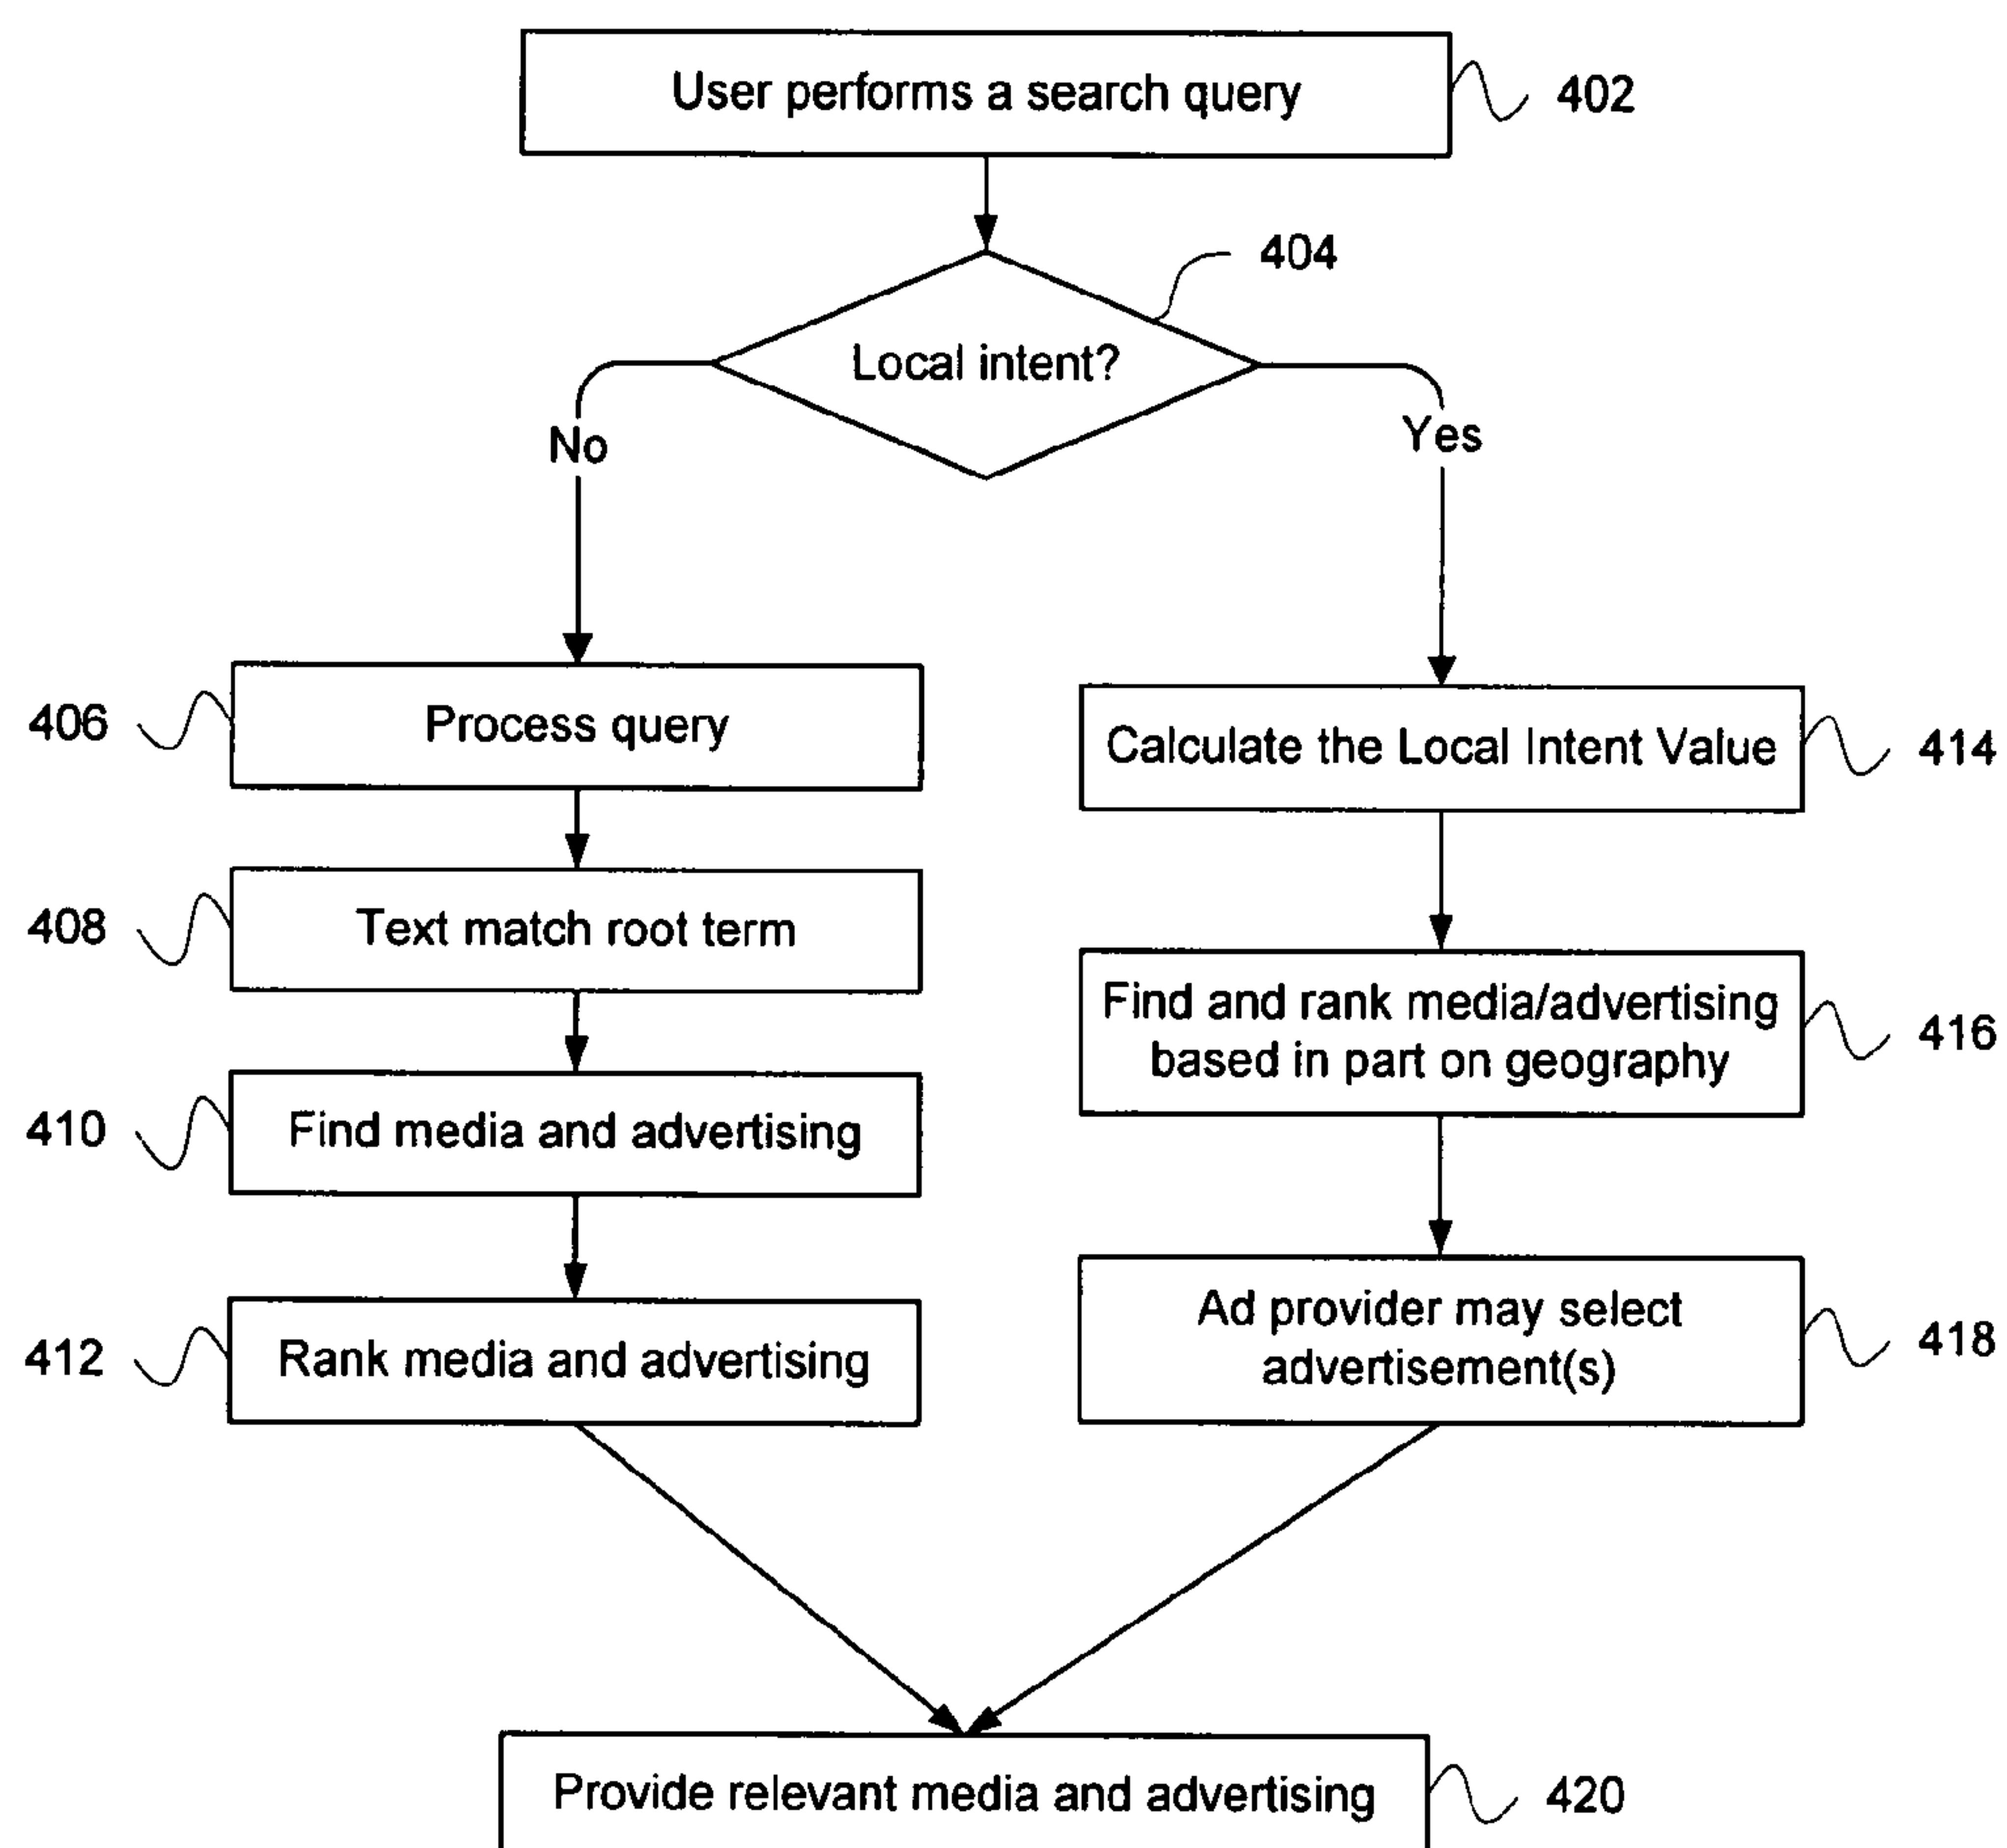 User performs a search query
402
404
Local intent?
No
Yes
406
Process query
Calculate the Local Intent Value
414
408
Text match root term
Find and rank media/advertising
based in part on geography
416
410
Find media and advertising
Ad provider may select
advertisement(s)
418
412
Rank media and advertising
Provide relevant media and advertising
420